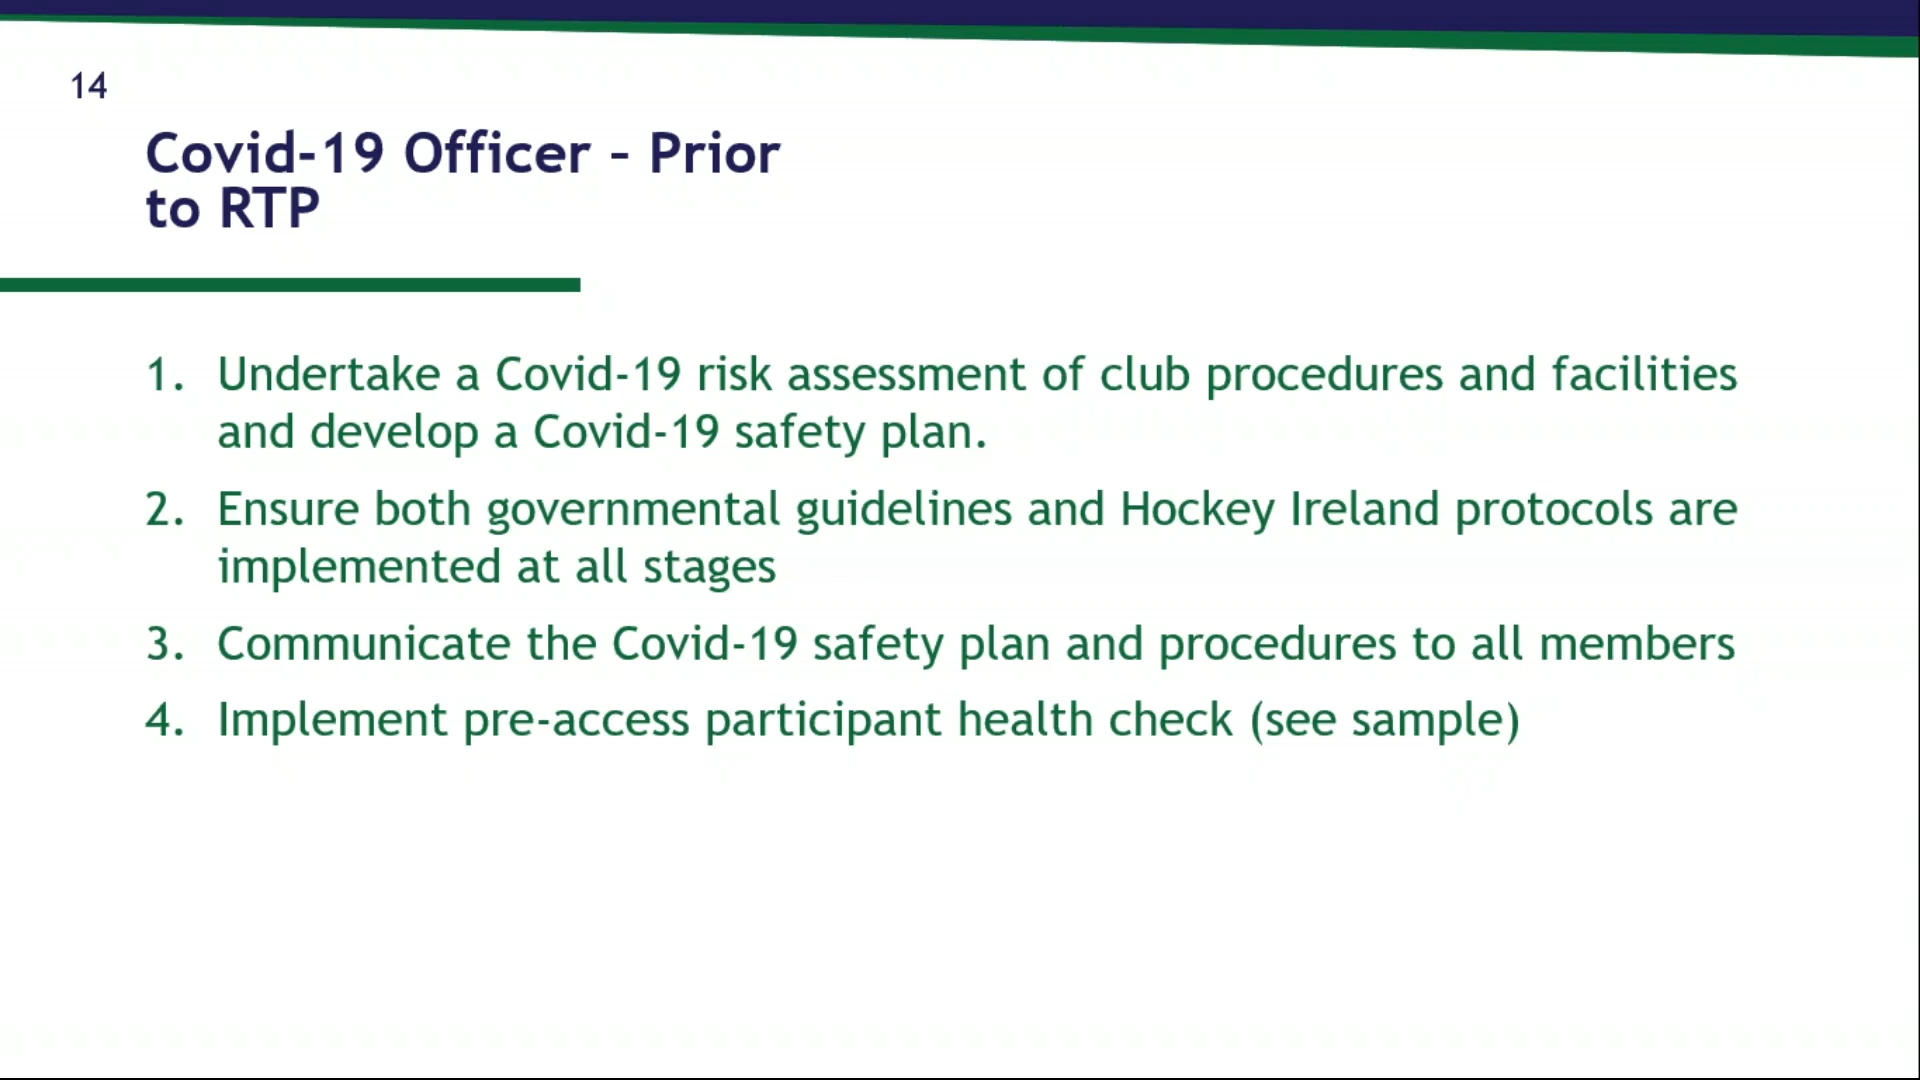 14
Covid-19 Officer – Prior
to RTP
1. Undertake a Covid-19 risk assessment of club procedures and facilities
and develop a Covid-19 safety plan.
2. Ensure both governmental guidelines and Hockey Ireland protocols are
implemented at all stages
3. Communicate the Covid-19 safety plan and procedures to all members
4. Implement pre-access participant health check (see sample)